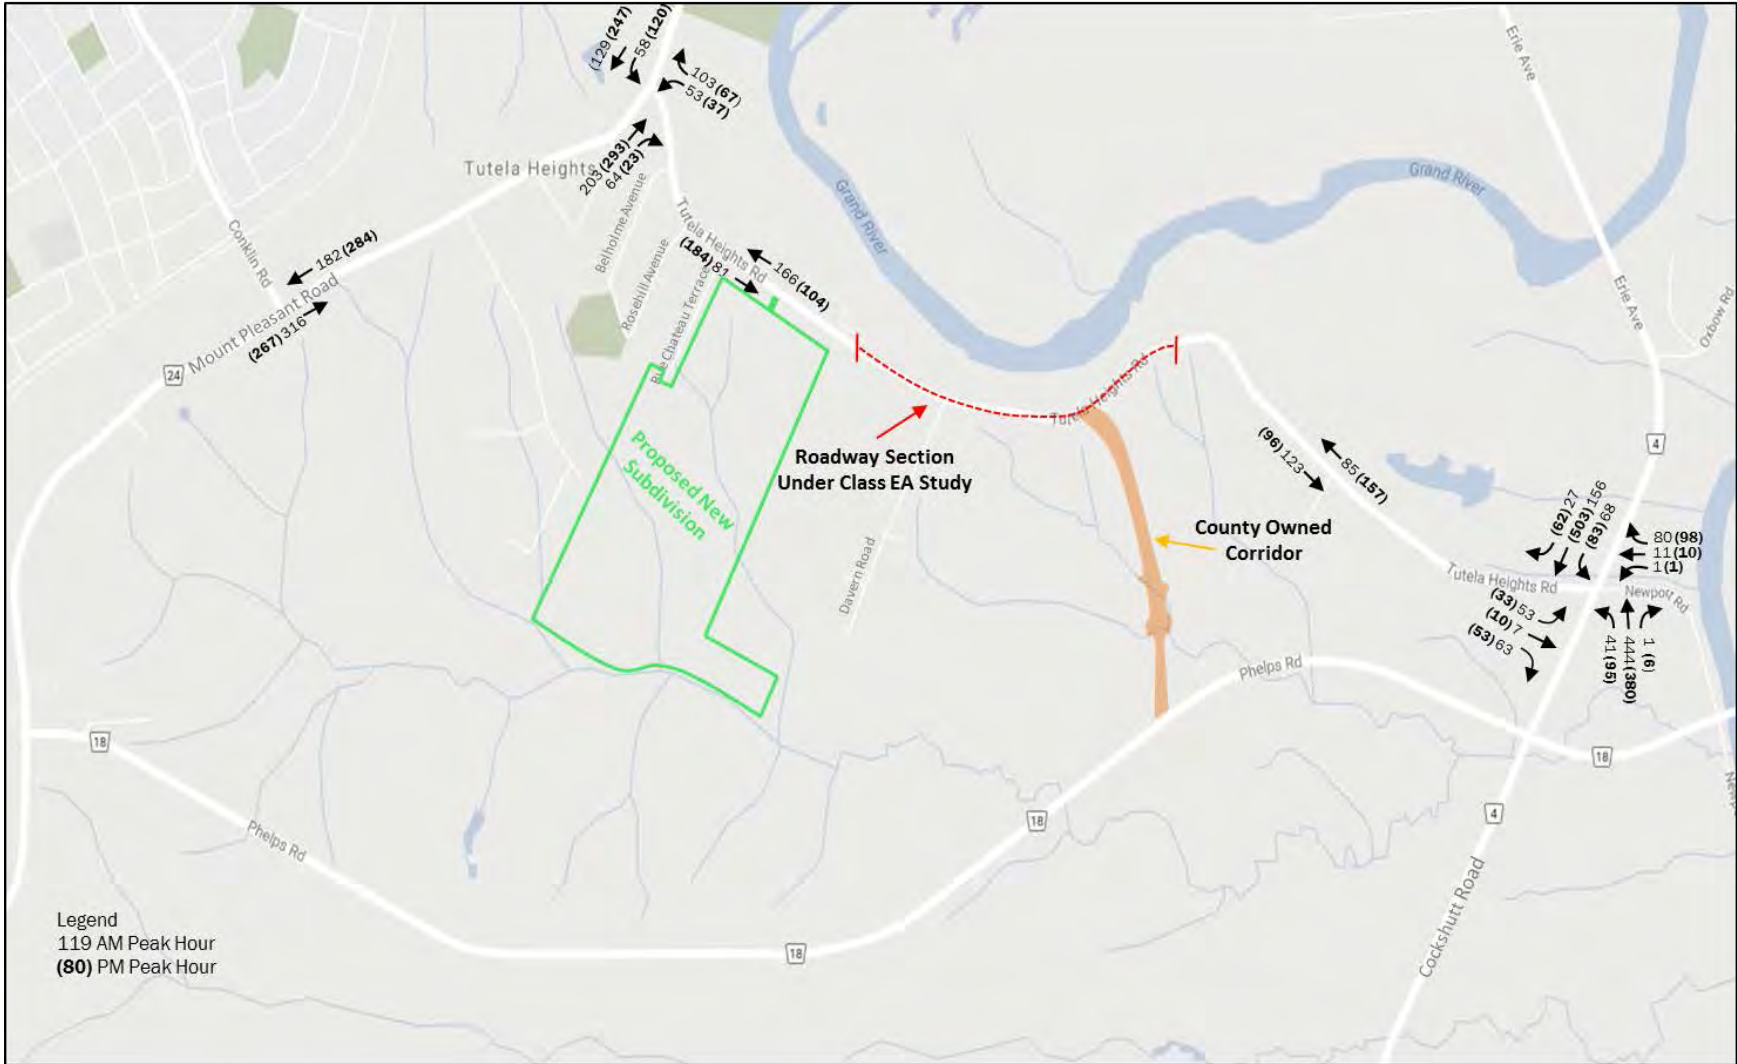 (129 (247)
58 (120)
103 (67)
53 (37)
203 (293)
64 (23)
Tutela Heights
Belholme Avenue
Rosehill Avenue
Blue Chateau Terrace
Tutela Heights Rd
(184) 81
166 (104)
Conklin Rd
182 (284)
(267) 316
Mount Pleasant Road
24
Grand River
Grand River
Erie Ave
Erie Ave
Oxbow Rd
4
Proposed New
Subdivision
Roadway Section
Under Class EA Study
Tutela Heights Rd
Davern Road
County Owned
Corridor
(96) 123
85 (157)
(62) 27
(503) 156
(83) 68
80 (98)
11 (10)
1 (1)
Tutela Heights Rd
Newport Rd
(33) 53
(10) 7
(53) 63
41 (95)
444 (380)
1 (6)
Phelps Rd
18
18
4
18
Phelps Rd
18
Cockshutt Road
Legend
119 AM Peak Hour
(80) PM Peak Hour